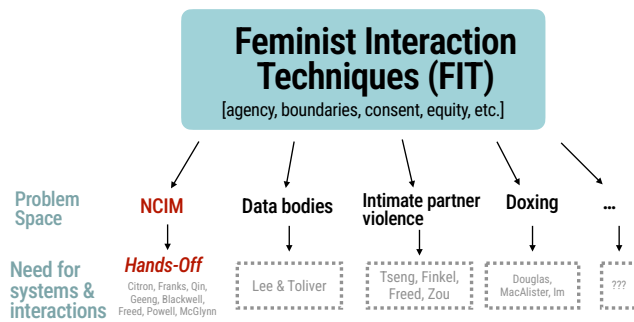 Feminist Interaction
Techniques (FIT)
[agency, boundaries, consent, equity, etc.]
Problem
Space
NCIM
Data bodies
Intimate partner
violence
Doxing
...
Need for
systems &
interactions
Hands-Off
Citron, Franks, Qin,
Geeng, Blackwell,
Freed, Powell, McGlynn
Lee & Toliver
Tseng, Finkel,
Freed, Zou
Douglas,
MacAlister, Im
???